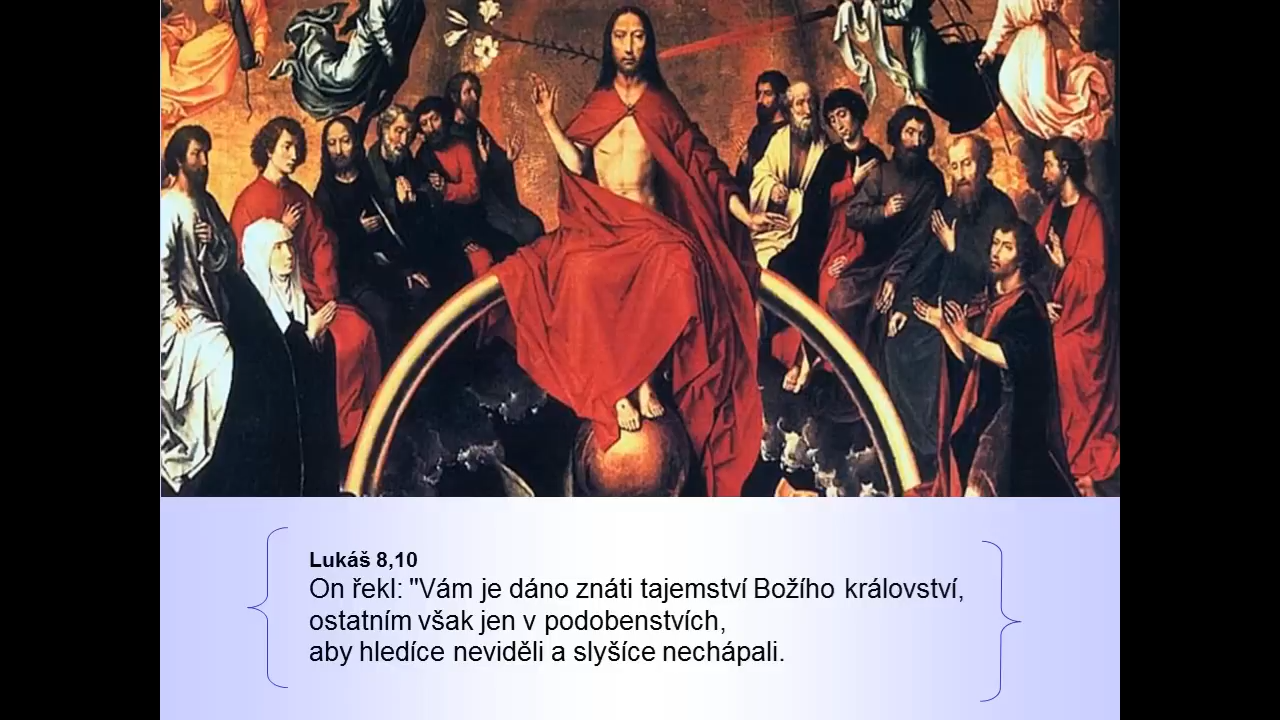 Lukáš 8,10
On řekl: "Vám je dáno znáti tajemství Božího království,
ostatním však jen v podobenstvích,
aby hledíce neviděli a slyšíce nechápali.